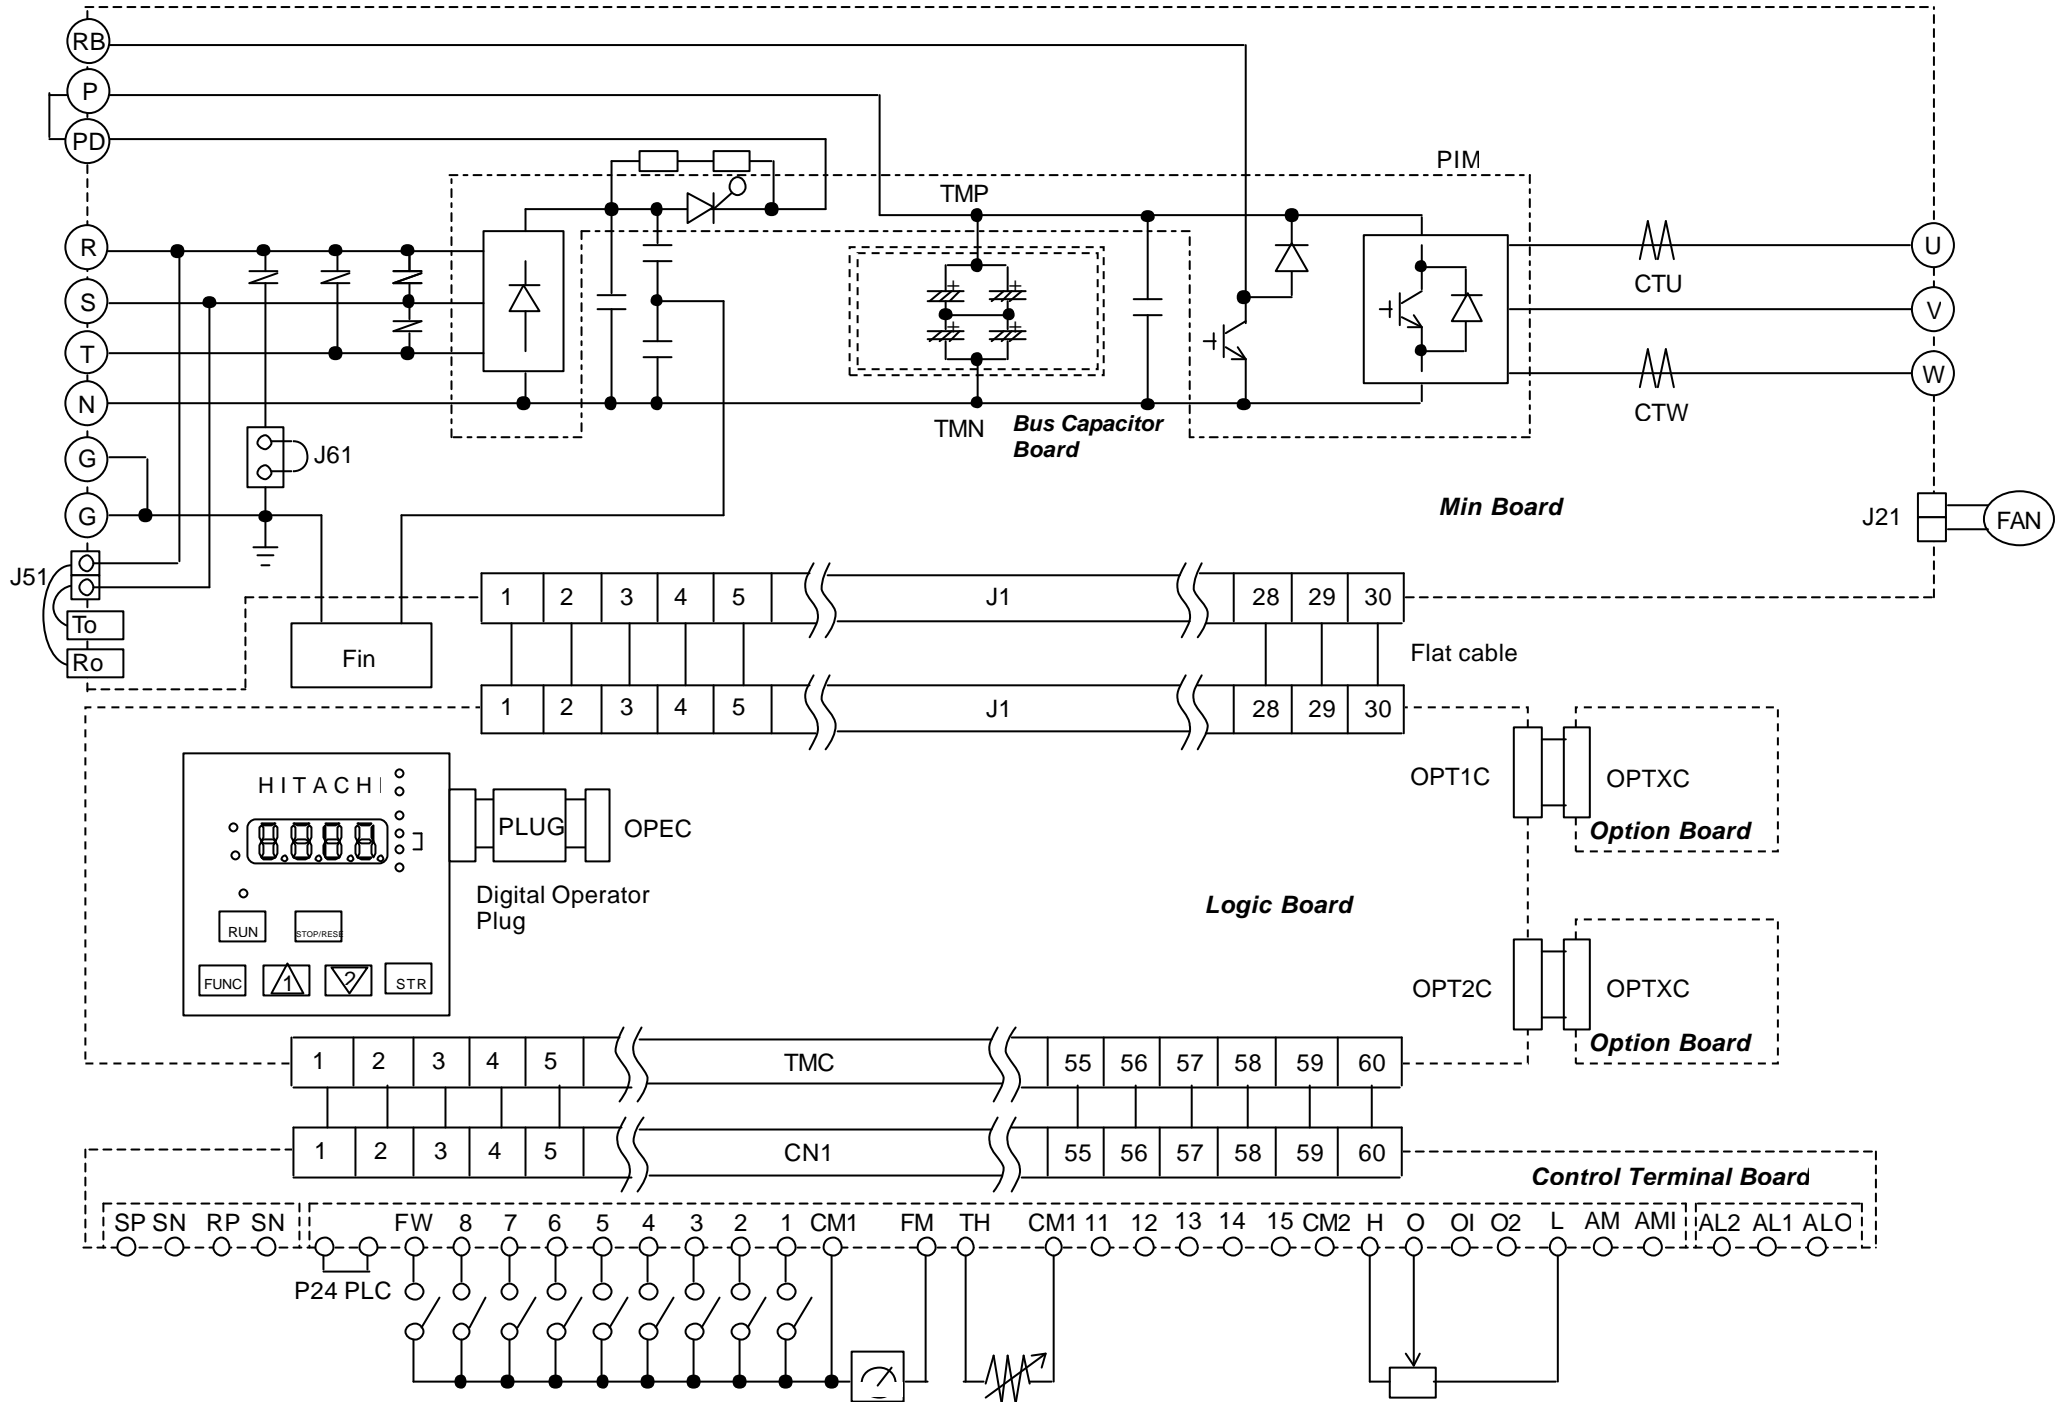 RB
P
PD
PIM
TMP
R
U
CTU
S
V
T
W
N
CTW
TMN
Bus Capacitor
Board
G
J61
Min Board
G
J21
FAN
J51
1 2 3 4 5 J1 28 29 30
To
Ro
Fin
Flat cable
1 2 3 4 5 J1 28 29 30
HITACHI
OPT1C
OPTXC
8.8.8.8.
PLUG
OPEC
Option Board
Digital Operator
Plug
Logic Board
RUN
STOP/RESE
FUNC
1
2
STR
OPT2C
OPTXC
Option Board
1 2 3 4 5 TMC 55 56 57 58 59 60
1 2 3 4 5 CN1 55 56 57 58 59 60
Control Terminal Board
SP SN RP SN FW 8 7 6 5 4 3 2 1 CM1 FM TH CM1 11 12 13 14 15 CM2 H O OI O2 L AM AMI AL2 AL1 ALO
P24 PLC